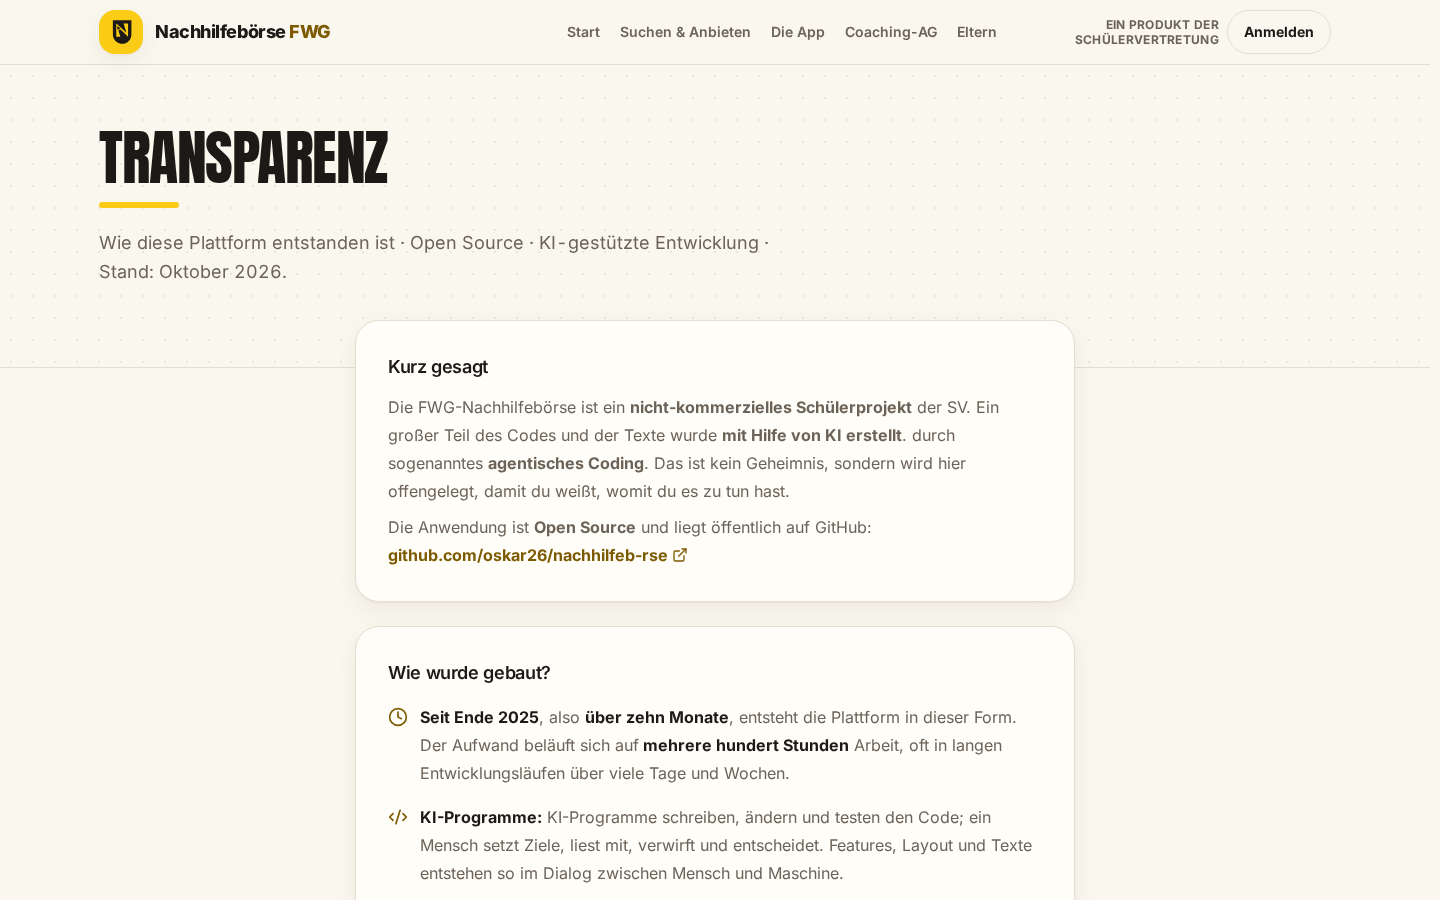 Nachhilfebörse FWG
Start
Suchen & Anbieten
Die App
Coaching-AG
Eltern
EIN PRODUKT DER
SCHÜLERVERTRETUNG
Anmelden
TRANSPARENZ
Wie diese Plattform entstanden ist · Open Source · KI-gestützte Entwicklung ·
Stand: Oktober 2026.
Kurz gesagt
Die FWG-Nachhilfebörse ist ein nicht-kommerzielles Schülerprojekt der SV. Ein
großer Teil des Codes und der Texte wurde mit Hilfe von KI erstellt. durch
sogenanntes agentisches Coding. Das ist kein Geheimnis, sondern wird hier
offengelegt, damit du weißt, womit du es zu tun hast.
Die Anwendung ist Open Source und liegt öffentlich auf GitHub:
github.com/oskar26/nachhilfeb-rse
Wie wurde gebaut?
Seit Ende 2025, also über zehn Monate, entsteht die Plattform in dieser Form.
Der Aufwand beläuft sich auf mehrere hundert Stunden Arbeit, oft in langen
Entwicklungsläufen über viele Tage und Wochen.
KI-Programme: KI-Programme schreiben, ändern und testen den Code; ein
Mensch setzt Ziele, liest mit, verwirft und entscheidet. Features, Layout und Texte
entstehen so im Dialog zwischen Mensch und Maschine.